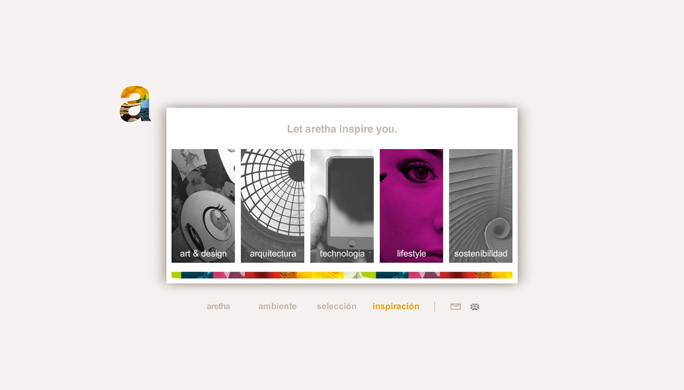 a
Let aretha inspire you.
art & design
arquitectura
technologia
lifestyle
sostenibilidad
aretha ambiente selección inspiración